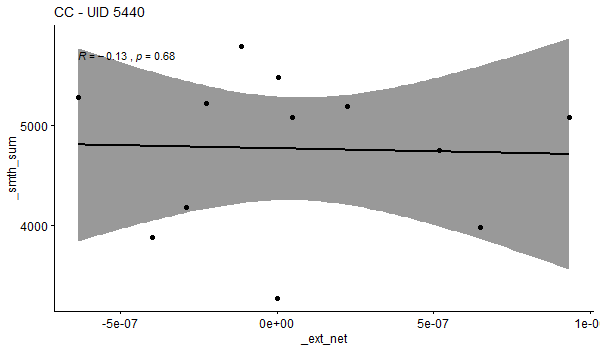 CC - UID 5440
R = −0.13 , p = 0.68
5000
4000
_smth_sum
-5e-07
0e+00
5e-07
1e-0
_ext_net